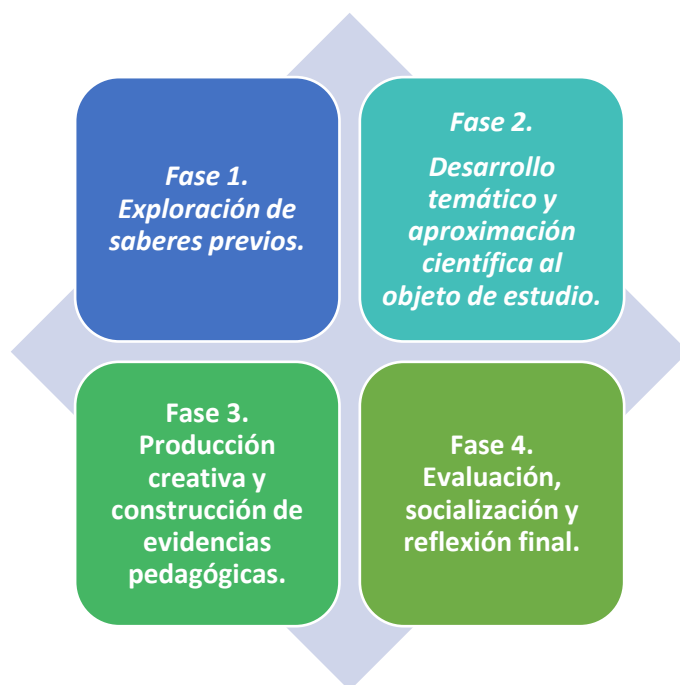 Fase 1.
Exploración de
saberes previos.
Fase 2.
Desarrollo
temático y
aproximación
científica al
objeto de estudio.
Fase 3.
Producción
creativa y
construcción de
evidencias
pedagógicas.
Fase 4.
Evaluación,
socialización y
reflexión final.